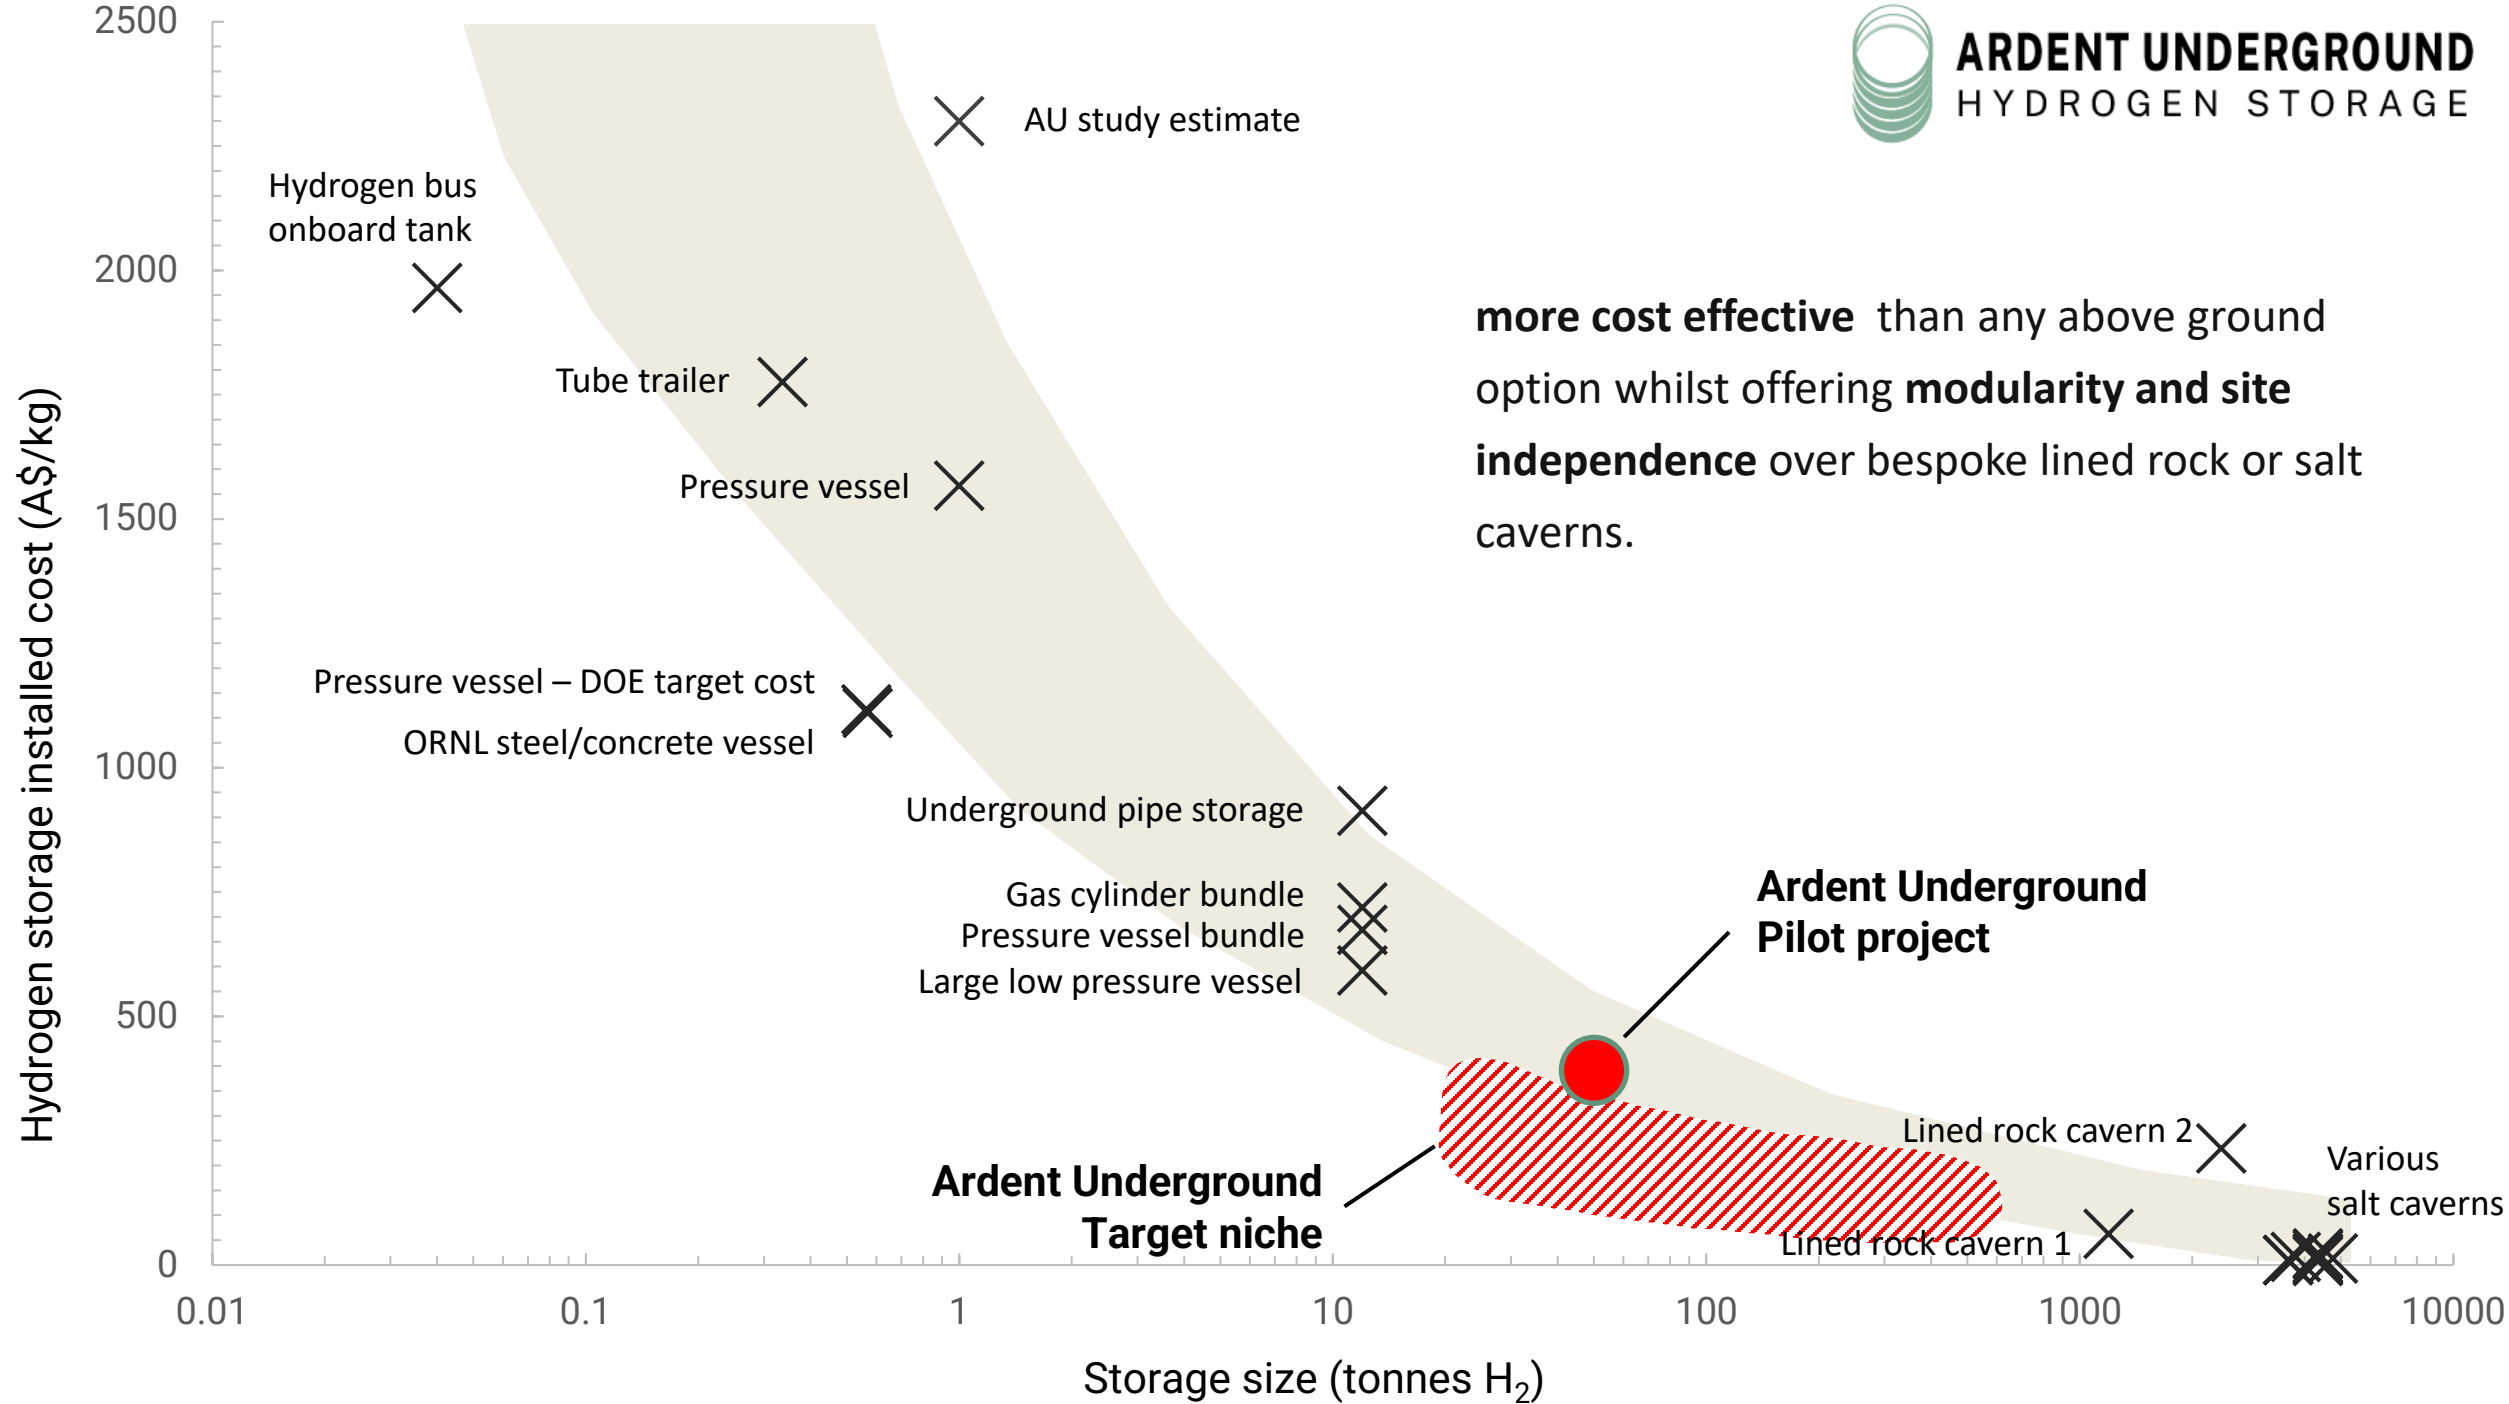 ARDENT UNDERGROUND
HYDROGEN STORAGE
more cost effective than any above ground
option whilst offering modularity and site
independence over bespoke lined rock or salt
caverns.
Hydrogen storage installed cost (A$/kg)
2500
2000
1500
1000
500
0
AU study estimate
Hydrogen bus
onboard tank
Tube trailer
Pressure vessel
Pressure vessel – DOE target cost
ORNL steel/concrete vessel
Underground pipe storage
Gas cylinder bundle
Pressure vessel bundle
Large low pressure vessel
Ardent Underground
Pilot project
Ardent Underground
Target niche
Lined rock cavern 2
Various
salt caverns
Lined rock cavern 1
0.01 0.1 1 10 100 1000 10000
Storage size (tonnes H₂)